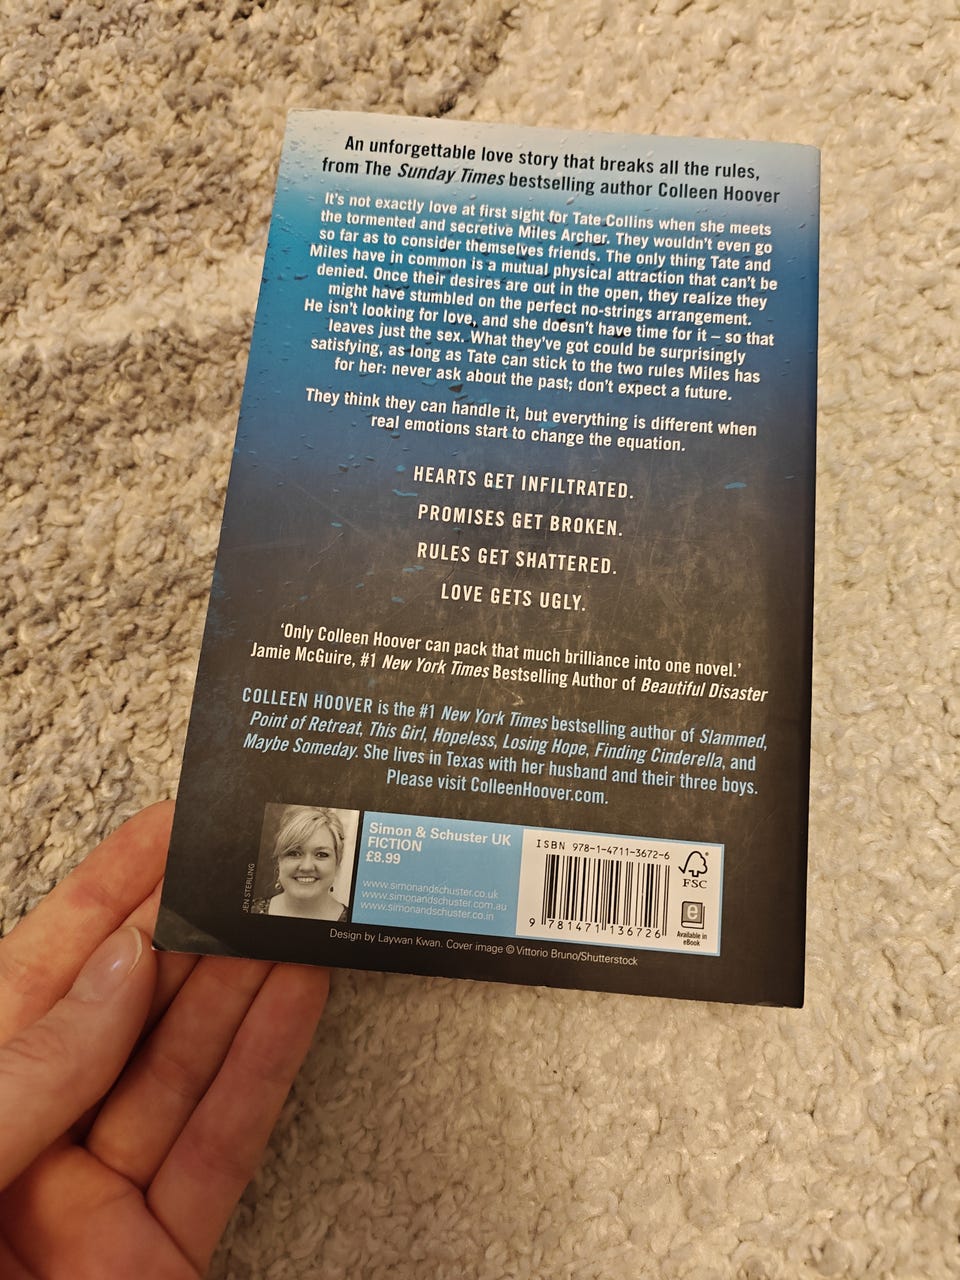 An unforgettable love story that breaks all the rules,
from The Sunday Times bestselling author Colleen Hoover
It's not exactly love at first sight for Tate Collins when she meets
the tormented and secretive Miles Archer. They wouldn't even go
so far as to consider themselves friends. The only thing Tate and
Miles have in common is a mutual physical attraction that can't be
denied. Once their desires are out in the open, they realize they
might have stumbled on the perfect no-strings arrangement.
He isn't looking for love, and she doesn't have time for it – so that
leaves just the sex. What they've got could be surprisingly
satisfying, as long as Tate can stick to the two rules Miles has
for her: never ask about the past; don't expect a future.
They think they can handle it, but everything is different when
real emotions start to change the equation.
HEARTS GET INFILTRATED.
PROMISES GET BROKEN.
RULES GET SHATTERED.
LOVE GETS UGLY.
'Only Colleen Hoover can pack that much brilliance into one novel.'
Jamie McGuire, #1 New York Times Bestselling Author of Beautiful Disaster
COLLEEN HOOVER is the #1 New York Times bestselling author of Slammed,
Point of Retreat, This Girl, Hopeless, Losing Hope, Finding Cinderella, and
Maybe Someday. She lives in Texas with her husband and their three boys.
Please visit ColleenHoover.com.
JEN STERLING
Simon & Schuster UK
FICTION
£8.99
www.simonandschuster.co.uk
www.simonandschuster.com.au
www.simonandschuster.co.in
ISBN 978-1-4711-3672-6
9 781471 136726
FSC
e
Available in
eBook
Design by Laywan Kwan. Cover image © Vittorio Bruno/Shutterstock